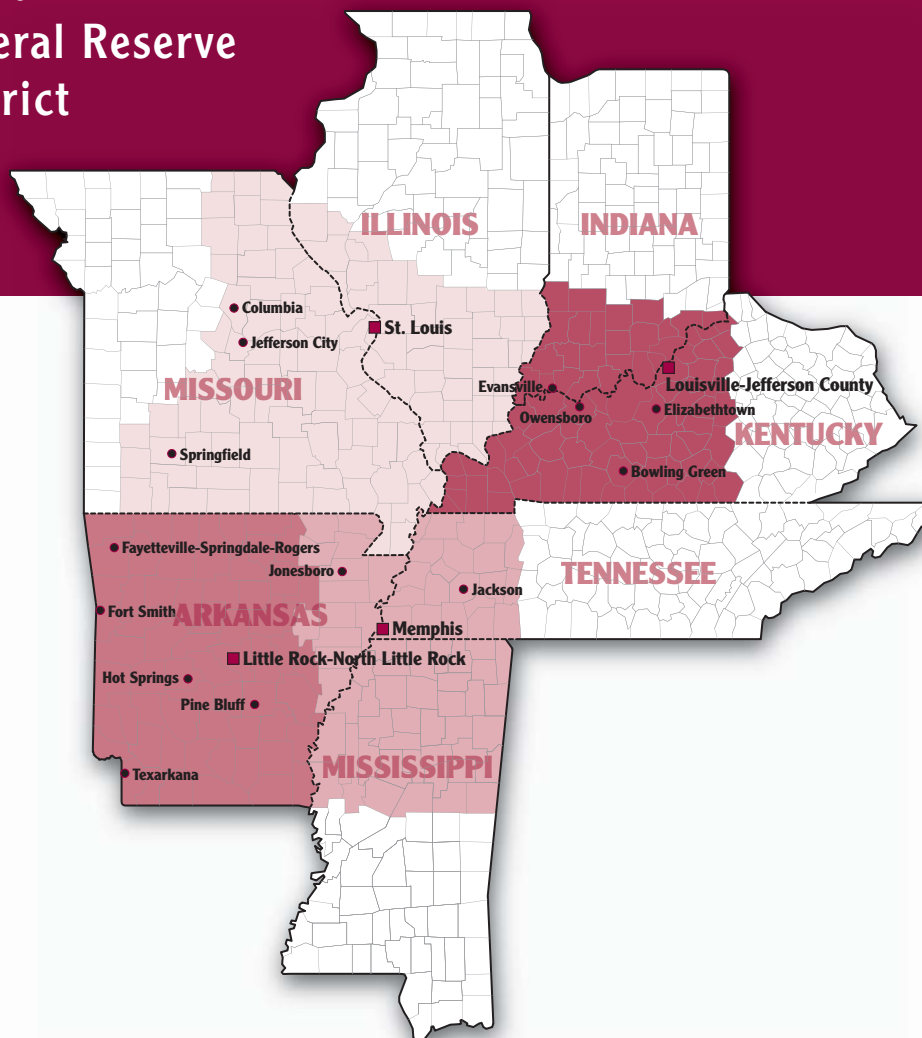 eral Reserve
rict
ILLINOIS
INDIANA
Columbia
St. Louis
Jefferson City
MISSOURI
Evansville
Louisville-Jefferson County
Owensboro
Elizabethtown
KENTUCKY
Springfield
Bowling Green
Fayetteville-Springdale-Rogers
Jonesboro
TENNESSEE
Jackson
Fort Smith
ARKANSAS
Memphis
Little Rock-North Little Rock
Hot Springs
Pine Bluff
MISSISSIPPI
Texarkana